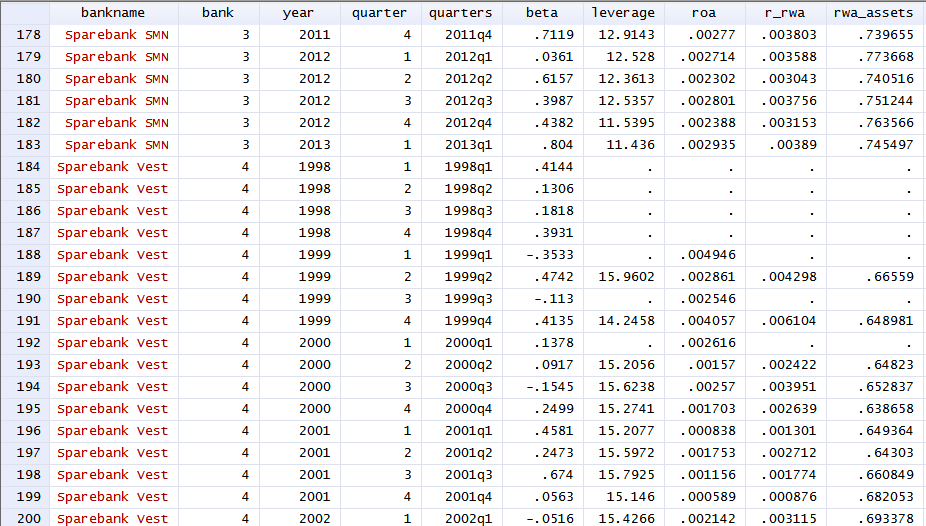 bankname bank year quarter quarters beta leverage roa r_rwa rwa_assets
178 Sparebank SMN 3 2011 4 2011q4 .7119 12.9143 .00277 .003803 .739655
179 Sparebank SMN 3 2012 1 2012q1 .0361 12.528 .002714 .003588 .773668
180 Sparebank SMN 3 2012 2 2012q2 .6157 12.3613 .002302 .003043 .740516
181 Sparebank SMN 3 2012 3 2012q3 .3987 12.5357 .002801 .003756 .751244
182 Sparebank SMN 3 2012 4 2012q4 .4382 11.5395 .002388 .003153 .763566
183 Sparebank SMN 3 2013 1 2013q1 .804 11.436 .002935 .00389 .745497
184 Sparebank Vest 4 1998 1 1998q1 .4144 . . . .
185 Sparebank Vest 4 1998 2 1998q2 .1306 . . . .
186 Sparebank Vest 4 1998 3 1998q3 .1818 . . . .
187 Sparebank Vest 4 1998 4 1998q4 .3931 . . . .
188 Sparebank Vest 4 1999 1 1999q1 -.3533 . .004946 . .
189 Sparebank Vest 4 1999 2 1999q2 .4742 15.9602 .002861 .004298 .66559
190 Sparebank Vest 4 1999 3 1999q3 -.113 . .002546 . .
191 Sparebank Vest 4 1999 4 1999q4 .4135 14.2458 .004057 .006104 .648981
192 Sparebank Vest 4 2000 1 2000q1 .1378 . .002616 . .
193 Sparebank Vest 4 2000 2 2000q2 .0917 15.2056 .00157 .002422 .64823
194 Sparebank Vest 4 2000 3 2000q3 -.1545 15.6238 .00257 .003951 .652837
195 Sparebank Vest 4 2000 4 2000q4 .2499 15.2741 .001703 .002639 .638658
196 Sparebank Vest 4 2001 1 2001q1 .4581 15.2077 .000838 .001301 .649364
197 Sparebank Vest 4 2001 2 2001q2 .2473 15.5972 .001753 .002712 .64303
198 Sparebank Vest 4 2001 3 2001q3 .674 15.7925 .001156 .001774 .660849
199 Sparebank Vest 4 2001 4 2001q4 .0563 15.146 .000589 .000876 .682053
200 Sparebank Vest 4 2002 1 2002q1 -.0516 15.4266 .002142 .003115 .693378